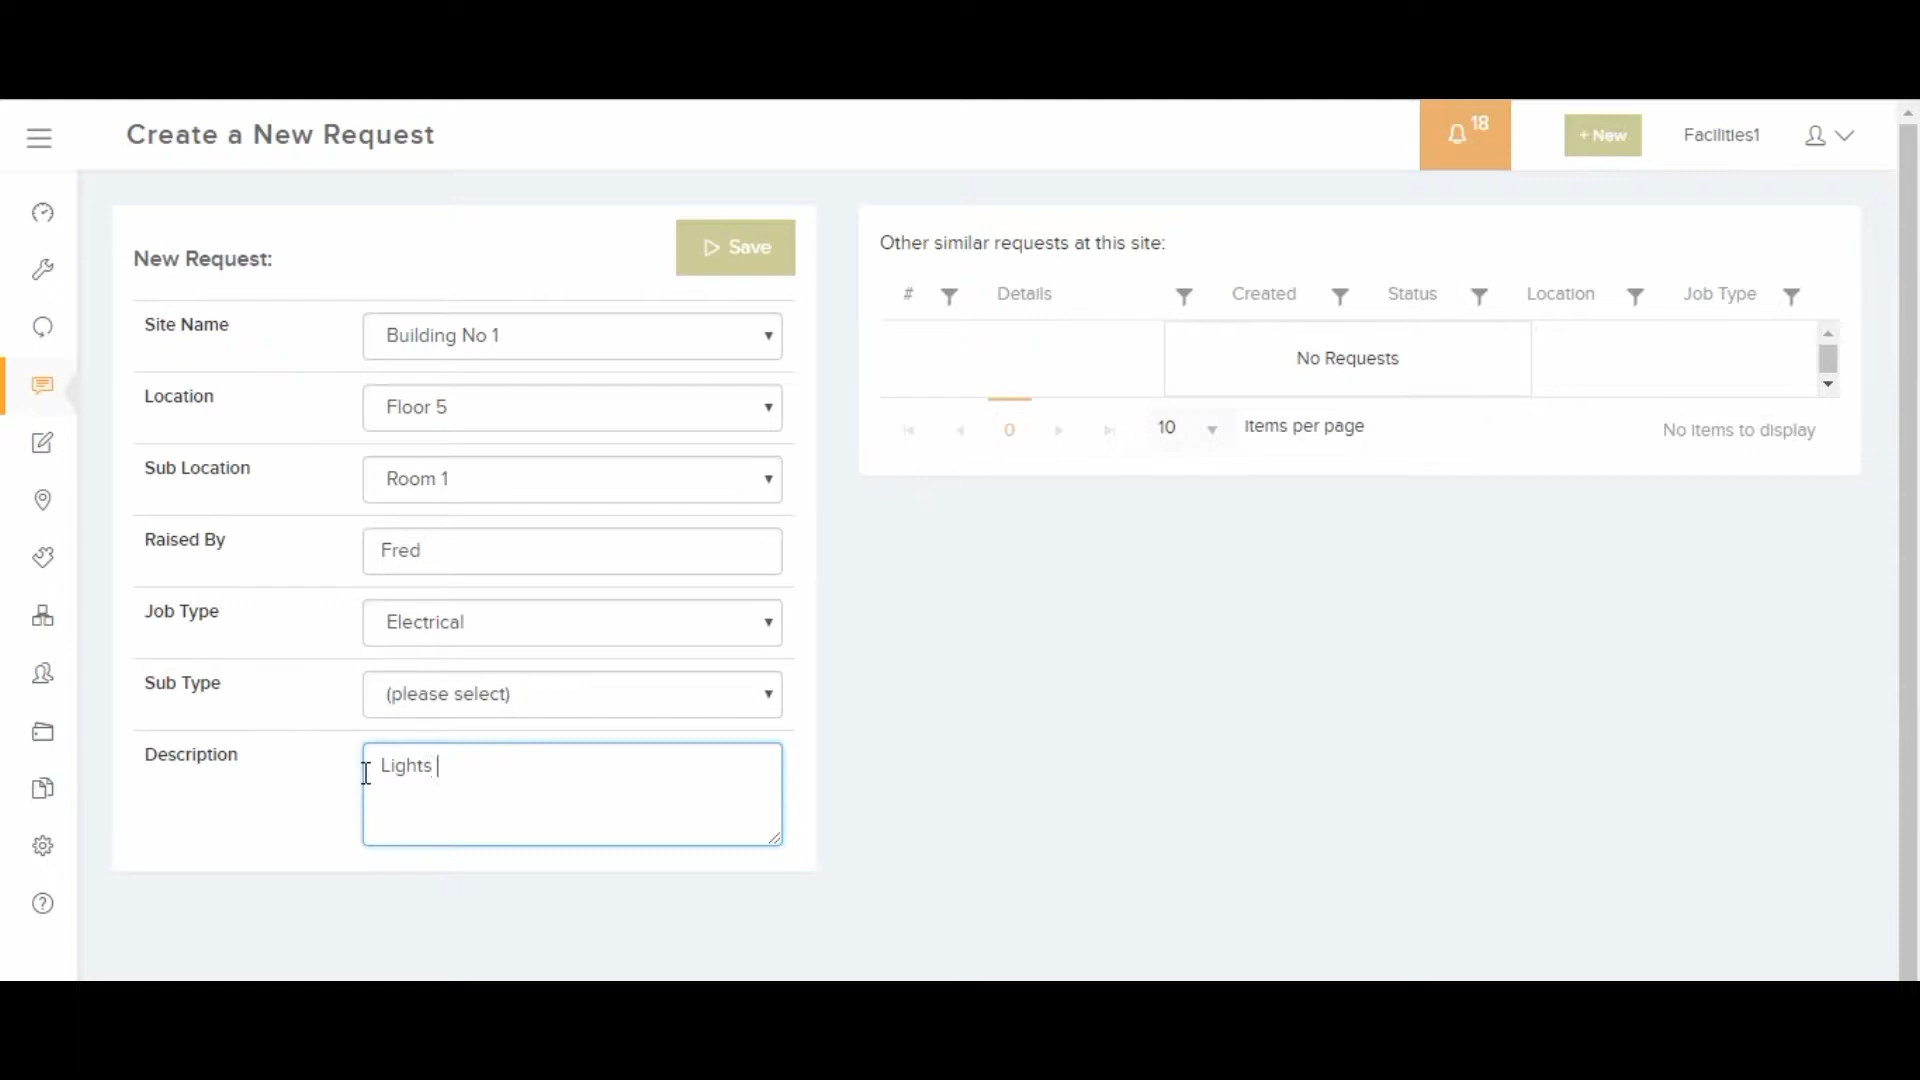 Create a New Request
18
+ New
Facilities1
New Request:
Save
Site Name
Building No 1
Location
Floor 5
Sub Location
Room 1
Raised By
Fred
Job Type
Electrical
Sub Type
(please select)
Description
Lights
Other similar requests at this site:
# Details Created Status Location Job Type
No Requests
0 10 items per page No items to display